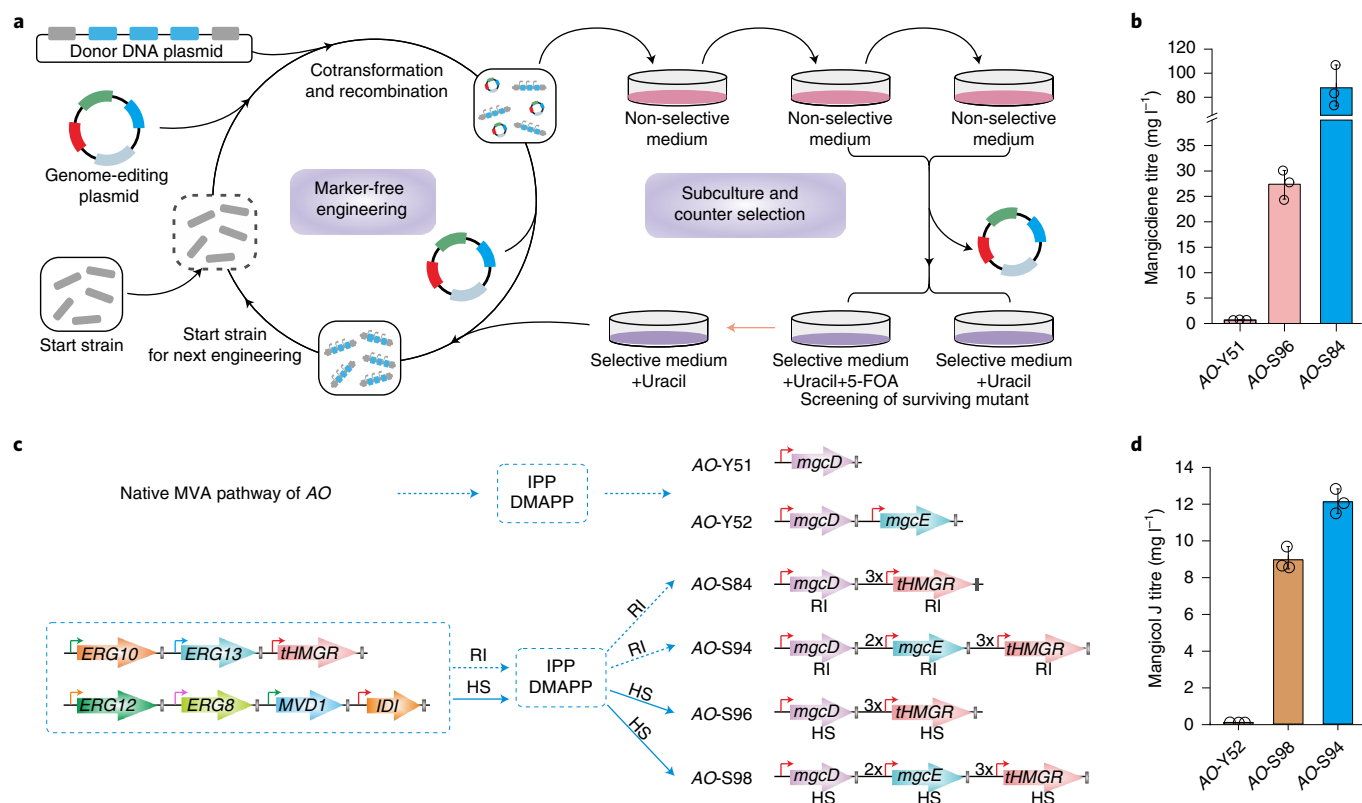 a
Donor DNA plasmid
Genome-editing
plasmid
Start strain
Cotransformation
and recombination
Marker-free
engineering
Start strain
for next engineering
Non-selective
medium
Non-selective
medium
Non-selective
medium
Subculture and
counter selection
Selective medium
+Uracil
Selective medium
+Uracil+5-FOA
Selective medium
+Uracil
Screening of surviving mutant
b
Mangicdiene titre (mg l⁻¹)
120
100
80
60
30
25
20
15
10
5
0
AO-Y51
AO-S96
AO-S84
c
Native MVA pathway of AO
IPP
DMAPP
ERG10 ERG13 tHMGR
ERG12 ERG8 MVD1 IDI
RI
HS
IPP
DMAPP
RI
RI
HS
HS
AO-Y51 mgcD
AO-Y52 mgcD mgcE
AO-S84 mgcD 3x tHMGR
RI RI
AO-S94 mgcD 2x mgcE 3x tHMGR
RI RI RI
AO-S96 mgcD 3x tHMGR
HS HS
AO-S98 mgcD 2x mgcE 3x tHMGR
HS HS HS
d
Mangicol J titre (mg l⁻¹)
14
12
10
8
6
4
2
0
AO-Y52
AO-S98
AO-S94